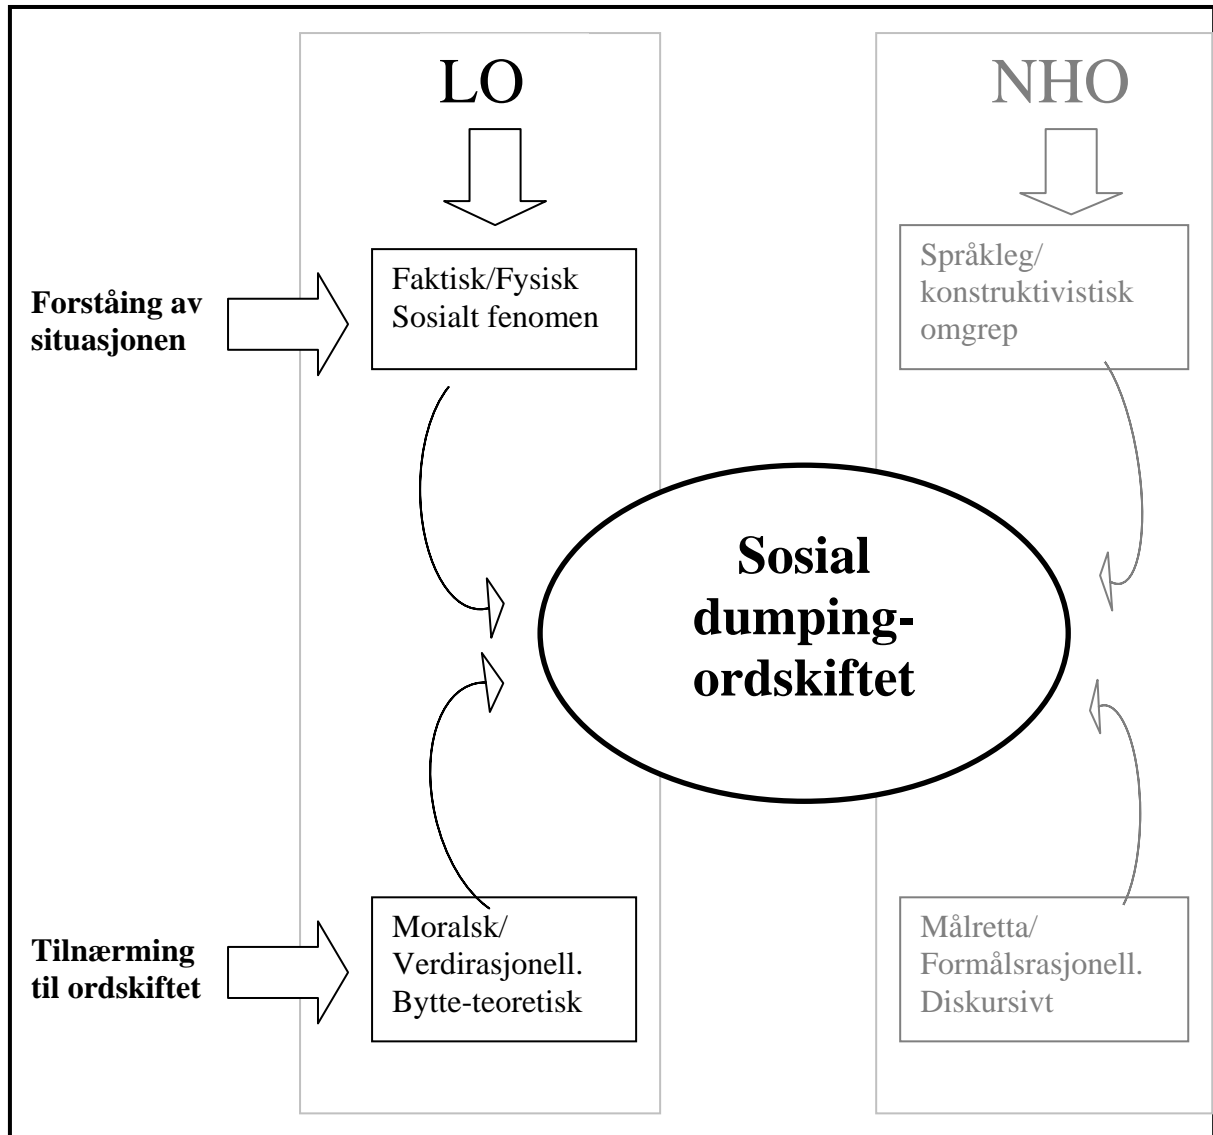 LO
NHO
Forståing av
situasjonen
Faktisk/Fysisk
Sosialt fenomen
Språkleg/
konstruktivistisk
omgrep
Sosial
dumping-
ordskiftet
Tilnærming
til ordskiftet
Moralsk/
Verdirasjonell.
Bytte-teoretisk
Målretta/
Formålsrasjonell.
Diskursivt